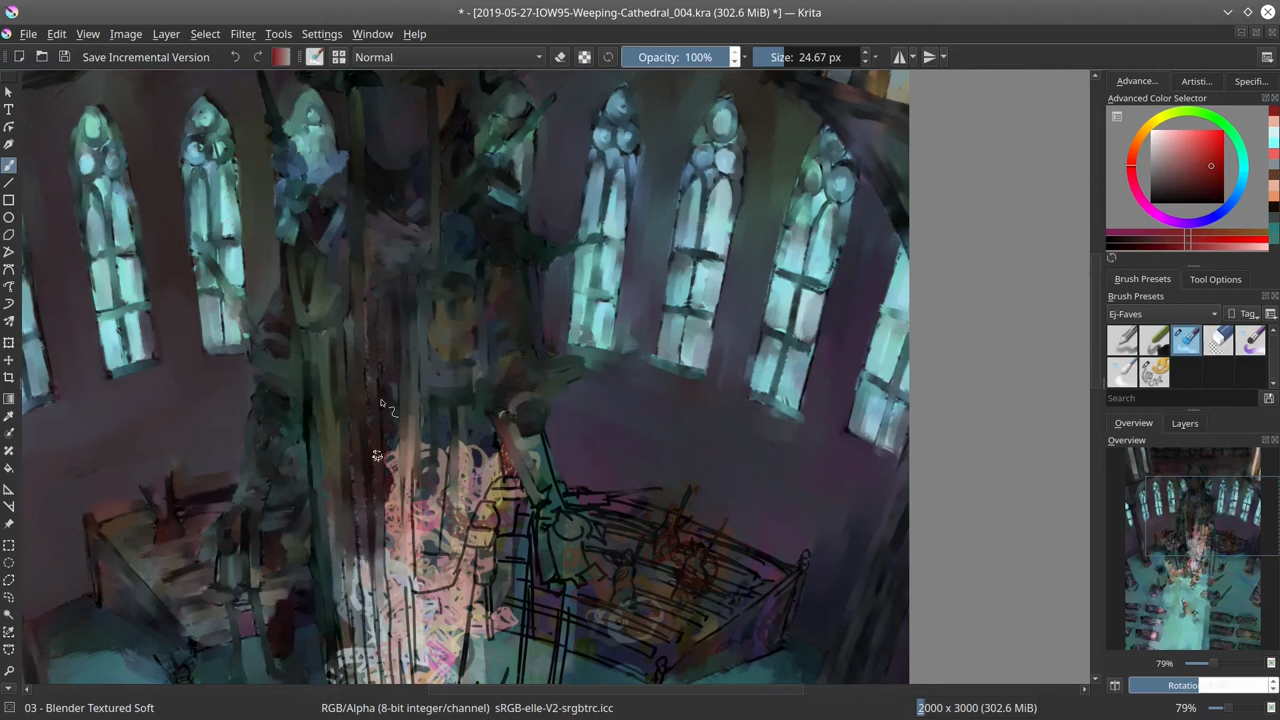 * - [2019-05-27-IOW95-Weeping-Cathedral_004.kra (302.6 MiB) *] — Krita
File Edit View Image Layer Select Filter Tools Settings Window Help
Save Incremental Version Normal Opacity: 100% Size: 24.67 px
Advance... Artisti... Specifi...
Advanced Color Selector
Brush Presets Tool Options
Brush Presets
Ej-Faves Tag
Search
Overview Layers
Overview
79%
Rotatio
03 - Blender Textured Soft RGB/Alpha (8-bit integer/channel) sRGB-elle-V2-srgbtrc.icc 2000 x 3000 (302.6 MiB) 79%